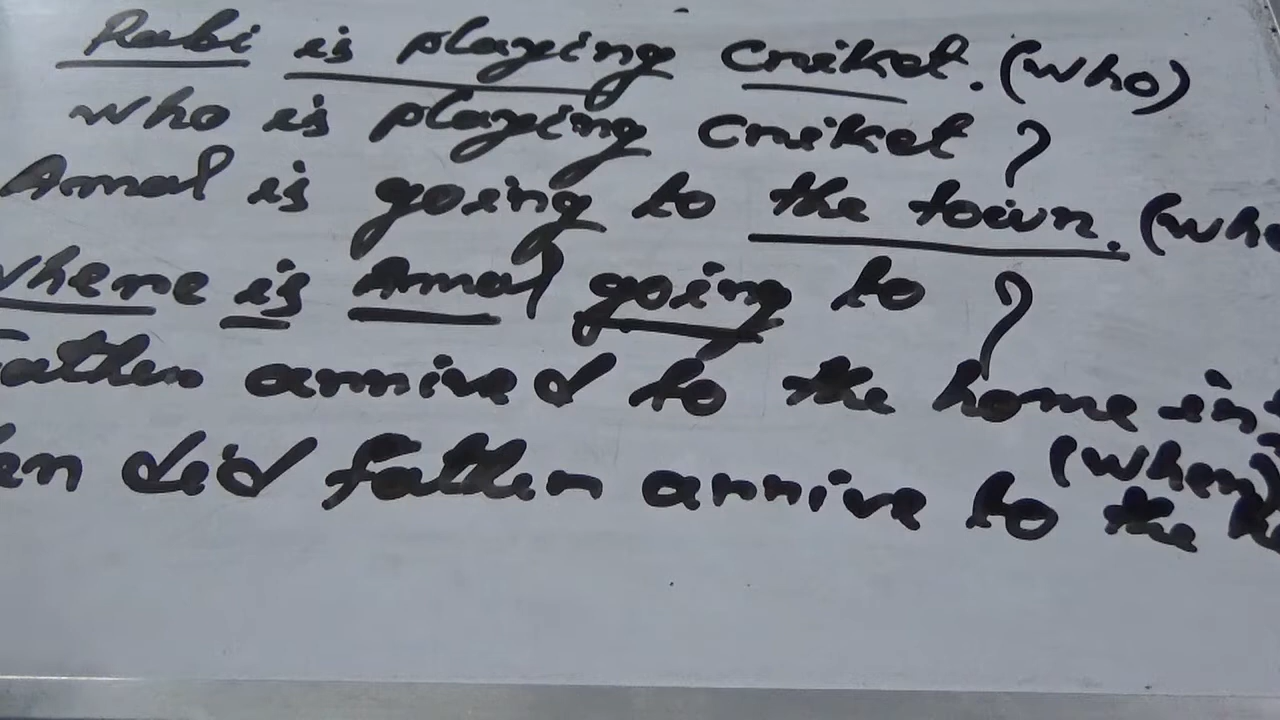 Rabi is playing Criket. (Who)
Who is playing Criket ?
Amal is going to the town. (Whe
Where is Amal going to ?
Father arrived to the home in
(When)
en did father arrive to the